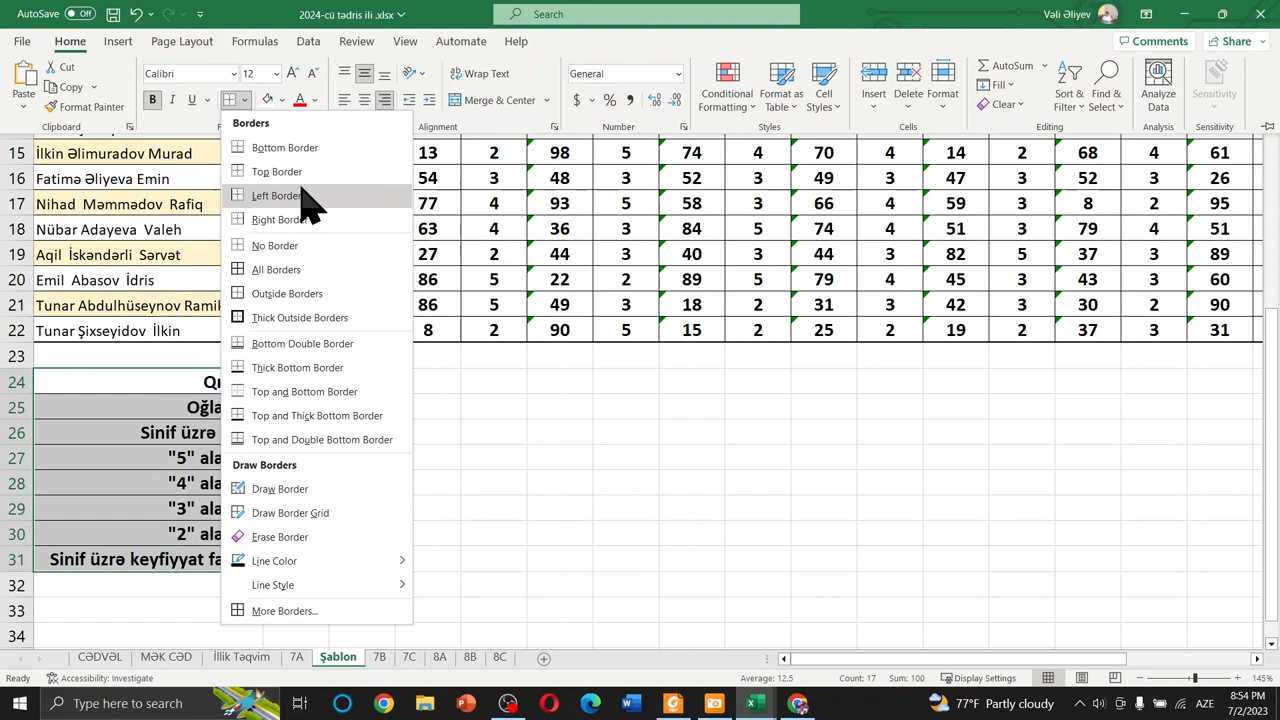 AutoSave Off 2024-cü tədris ili .xlsx Search Vəli Əliyev
File Home Insert Page Layout Formulas Data Review View Automate Help Comments Share
Paste Cut Copy Format Painter Clipboard
Calibri 12 B I U A
Wrap Text Merge & Center Alignment
General $ % Number
Conditional Formatting Format as Table Cell Styles Styles
Insert Delete Format Cells
AutoSum Fill Clear Sort & Filter Find & Select Editing
Analyze Data Analysis Sensitivity Sensitivity
Borders
Bottom Border
Top Border
Left Border
Right Border
No Border
All Borders
Outside Borders
Thick Outside Borders
Bottom Double Border
Thick Bottom Border
Top and Bottom Border
Top and Thick Bottom Border
Top and Double Bottom Border
Draw Borders
Draw Border
Draw Border Grid
Erase Border
Line Color
Line Style
More Borders...
15 İlkin Əlimuradov Murad 13 2 98 5 74 4 70 4 14 2 68 4 61
16 Fatimə Əliyeva Emin 54 3 48 3 52 3 49 3 47 3 52 3 26
17 Nihad Məmmədov Rafiq 77 4 93 5 58 3 66 4 59 3 8 2 95
18 Nübar Adayeva Valeh 63 4 36 3 84 5 74 4 51 3 79 4 51
19 Aqil İskəndərli Sərvət 27 2 44 3 40 3 44 3 82 5 37 3 89
20 Emil Abasov İdris 86 5 22 2 89 5 79 4 45 3 43 3 60
21 Tunar Abdulhüseynov Rami 86 5 49 3 18 2 31 3 42 3 30 2 90
22 Tunar Şixseyidov İlkin 8 2 90 5 15 2 25 2 19 2 37 3 31
23
24
25 Oğla
26 Sinif üzrə
27 "5" ala
28 "4" ala
29 "3" ala
30 "2" ala
31 Sinif üzrə keyfiyyat fa
32
33
34
CƏDVƏL MƏK CƏD İllik Təqvim 7A Şablon 7B 7C 8A 8B 8C
Ready Accessibility: Investigate Average: 12.5 Count: 17 Sum: 100 Display Settings 145%
Type here to search 77°F Partly cloudy AZE 8:54 PM 7/2/2023